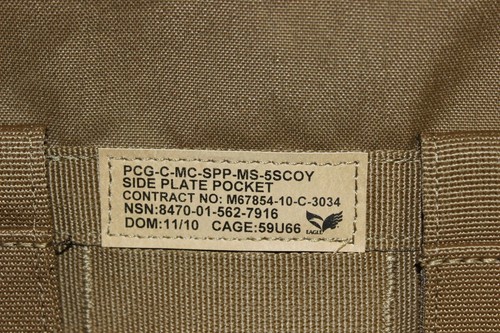 PCG-C-MC-SPP-MS-5SCOY
SIDE PLATE POCKET
CONTRACT NO: M67854-10-C-3034
NSN:8470-01-562-7916
DOM:11/10 CAGE:59U66
EAGLE